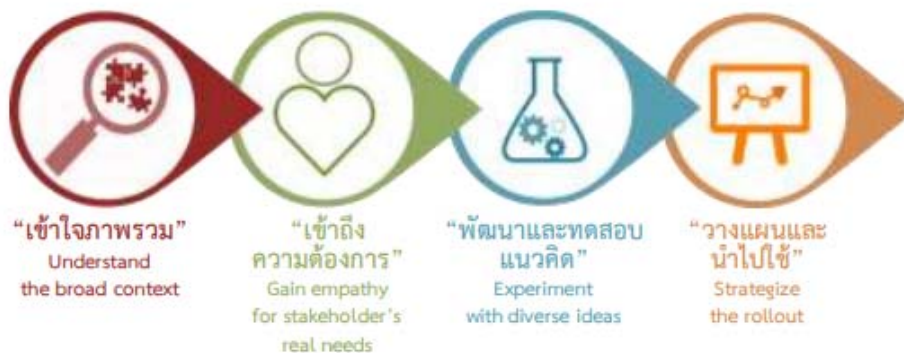 “เข้าใจภาพรวม”
Understand
the broad context
“เข้าถึง
ความต้องการ”
Gain empathy
for stakeholder’s
real needs
“พัฒนาและทดสอบ
แนวคิด”
Experiment
with diverse ideas
“วางแผนและ
นำไปใช้”
Strategize
the rollout